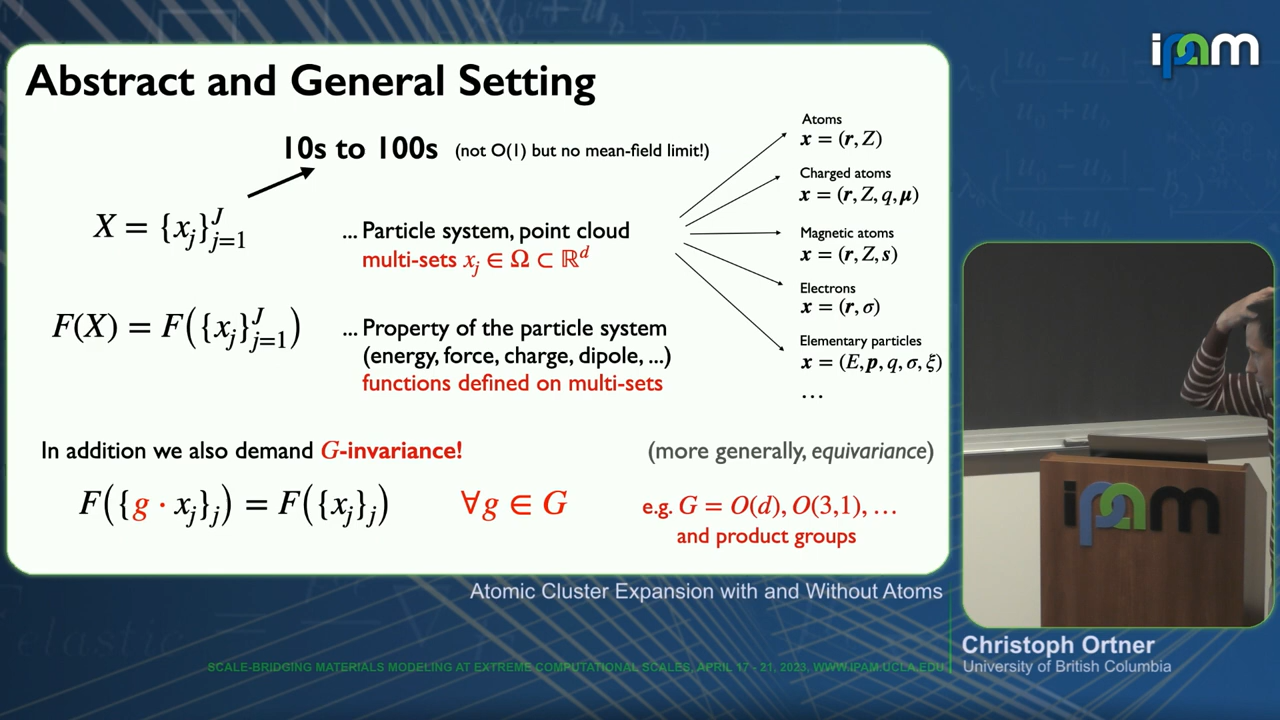 ipam
Abstract and General Setting
10s to 100s (not O(1) but no mean-field limit!)
X = {x_j}_{j=1}^J
... Particle system, point cloud
multi-sets x_j ∈ Ω ⊂ ℝ^d
F(X) = F({x_j}_{j=1}^J)
... Property of the particle system
(energy, force, charge, dipole, ...)
functions defined on multi-sets
Atoms
x = (r, Z)
Charged atoms
x = (r, Z, q, μ)
Magnetic atoms
x = (r, Z, s)
Electrons
x = (r, σ)
Elementary particles
x = (E, p, q, σ, ξ)
...
In addition we also demand G-invariance!
(more generally, equivariance)
F({g · x_j}_j) = F({x_j}_j) ∀g ∈ G
e.g. G = O(d), O(3,1), ...
and product groups
ipam
Atomic Cluster Expansion with and Without Atoms
Christoph Ortner
University of British Columbia
SCALE-BRIDGING MATERIALS MODELING AT EXTREME COMPUTATIONAL SCALES, APRIL 17 - 21, 2023, WWW.IPAM.UCLA.EDU